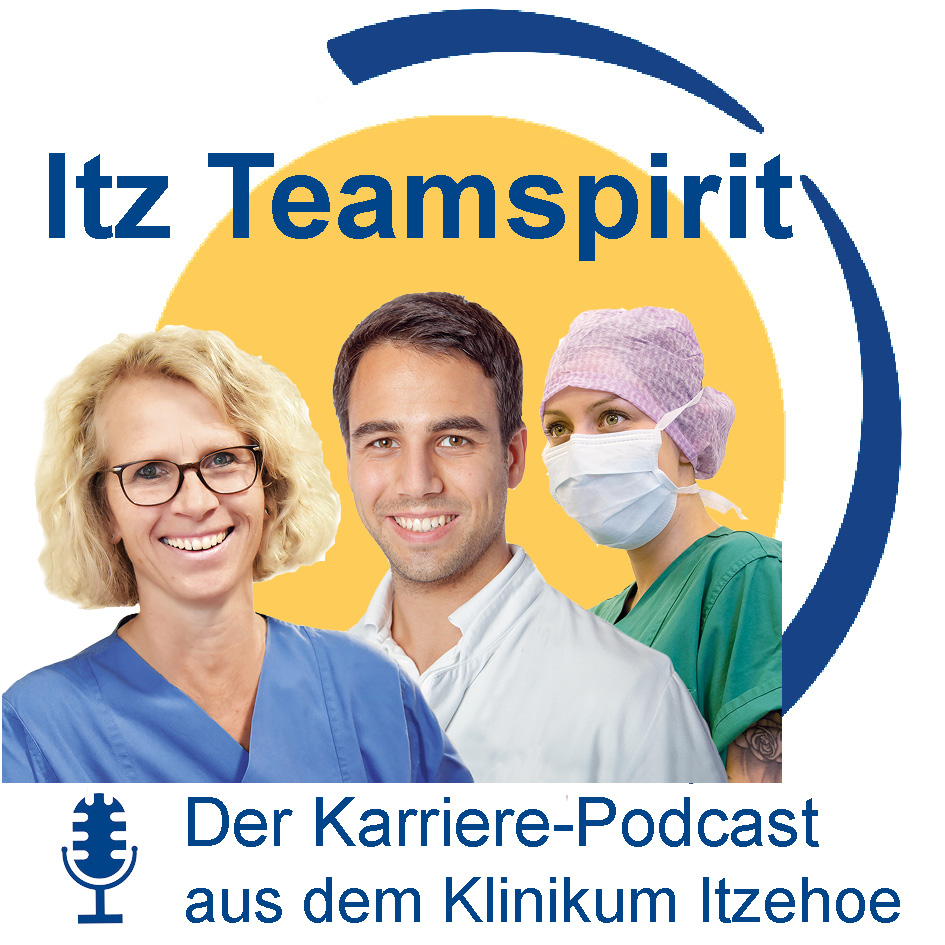 Itz Teamspirit
Der Karriere-Podcast
aus dem Klinikum Itzehoe